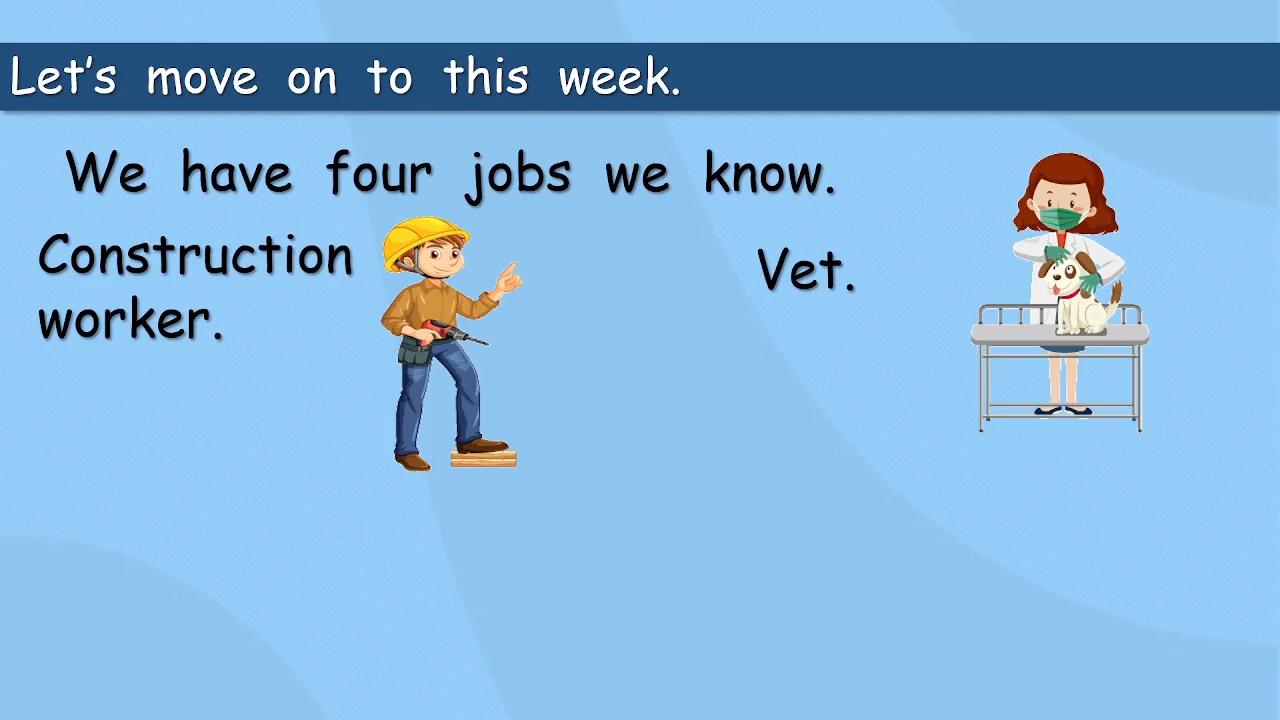 Let's move on to this week.
We have four jobs we know.
Construction
worker.
Vet.